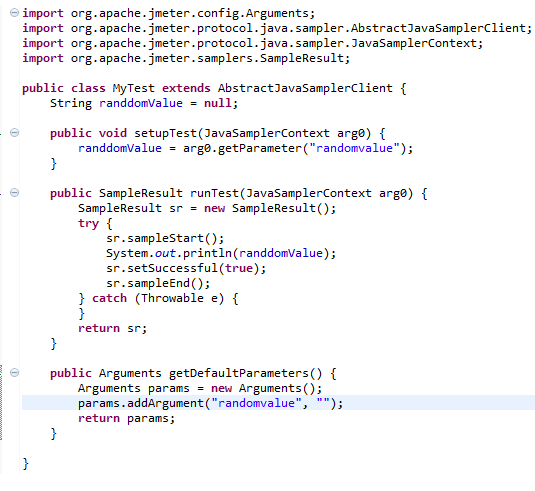 import org.apache.jmeter.config.Arguments;
import org.apache.jmeter.protocol.java.sampler.AbstractJavaSamplerClient;
import org.apache.jmeter.protocol.java.sampler.JavaSamplerContext;
import org.apache.jmeter.samplers.SampleResult;
public class MyTest extends AbstractJavaSamplerClient {
String randdomValue = null;
public void setupTest(JavaSamplerContext arg0) {
randdomValue = arg0.getParameter("randomvalue");
}
public SampleResult runTest(JavaSamplerContext arg0) {
SampleResult sr = new SampleResult();
try {
sr.sampleStart();
System.out.println(randdomValue);
sr.setSuccessful(true);
sr.sampleEnd();
} catch (Throwable e) {
}
return sr;
}
public Arguments getDefaultParameters() {
Arguments params = new Arguments();
params.addArgument("randomvalue", "");
return params;
}
}